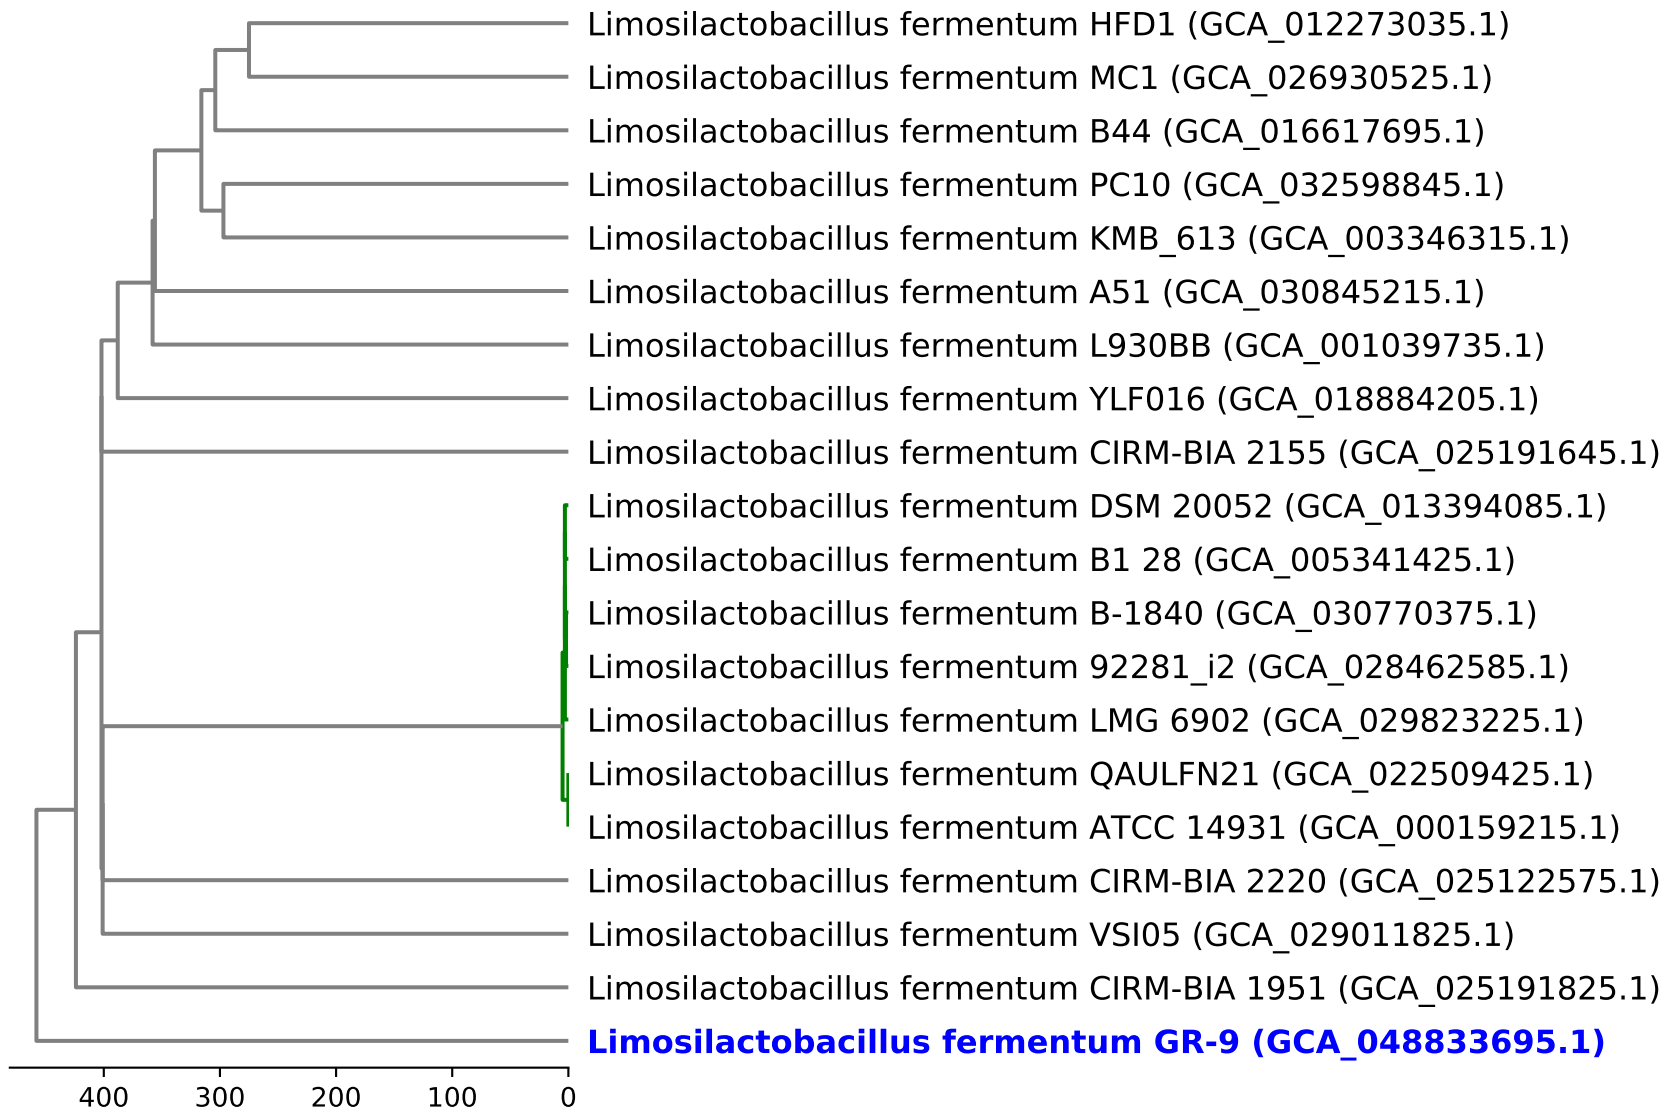 Limosilactobacillus fermentum HFD1 (GCA_012273035.1)
Limosilactobacillus fermentum MC1 (GCA_026930525.1)
Limosilactobacillus fermentum B44 (GCA_016617695.1)
Limosilactobacillus fermentum PC10 (GCA_032598845.1)
Limosilactobacillus fermentum KMB_613 (GCA_003346315.1)
Limosilactobacillus fermentum A51 (GCA_030845215.1)
Limosilactobacillus fermentum L930BB (GCA_001039735.1)
Limosilactobacillus fermentum YLF016 (GCA_018884205.1)
Limosilactobacillus fermentum CIRM-BIA 2155 (GCA_025191645.1)
Limosilactobacillus fermentum DSM 20052 (GCA_013394085.1)
Limosilactobacillus fermentum B1 28 (GCA_005341425.1)
Limosilactobacillus fermentum B-1840 (GCA_030770375.1)
Limosilactobacillus fermentum 92281_i2 (GCA_028462585.1)
Limosilactobacillus fermentum LMG 6902 (GCA_029823225.1)
Limosilactobacillus fermentum QAULFN21 (GCA_022509425.1)
Limosilactobacillus fermentum ATCC 14931 (GCA_000159215.1)
Limosilactobacillus fermentum CIRM-BIA 2220 (GCA_025122575.1)
Limosilactobacillus fermentum VSI05 (GCA_029011825.1)
Limosilactobacillus fermentum CIRM-BIA 1951 (GCA_025191825.1)
Limosilactobacillus fermentum GR-9 (GCA_048833695.1)
400 300 200 100 0